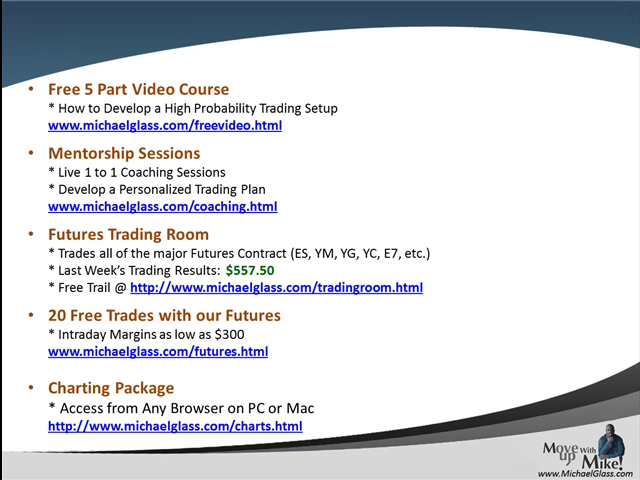 • Free 5 Part Video Course
* How to Develop a High Probability Trading Setup
www.michaelglass.com/freevideo.html
• Mentorship Sessions
* Live 1 to 1 Coaching Sessions
* Develop a Personalized Trading Plan
www.michaelglass.com/coaching.html
• Futures Trading Room
* Trades all of the major Futures Contract (ES, YM, YG, YC, E7, etc.)
* Last Week's Trading Results: $557.50
* Free Trail @ http://www.michaelglass.com/tradingroom.html
• 20 Free Trades with our Futures
* Intraday Margins as low as $300
www.michaelglass.com/futures.html
• Charting Package
* Access from Any Browser on PC or Mac
http://www.michaelglass.com/charts.html
Move up With Mike!
www.MichaelGlass.com